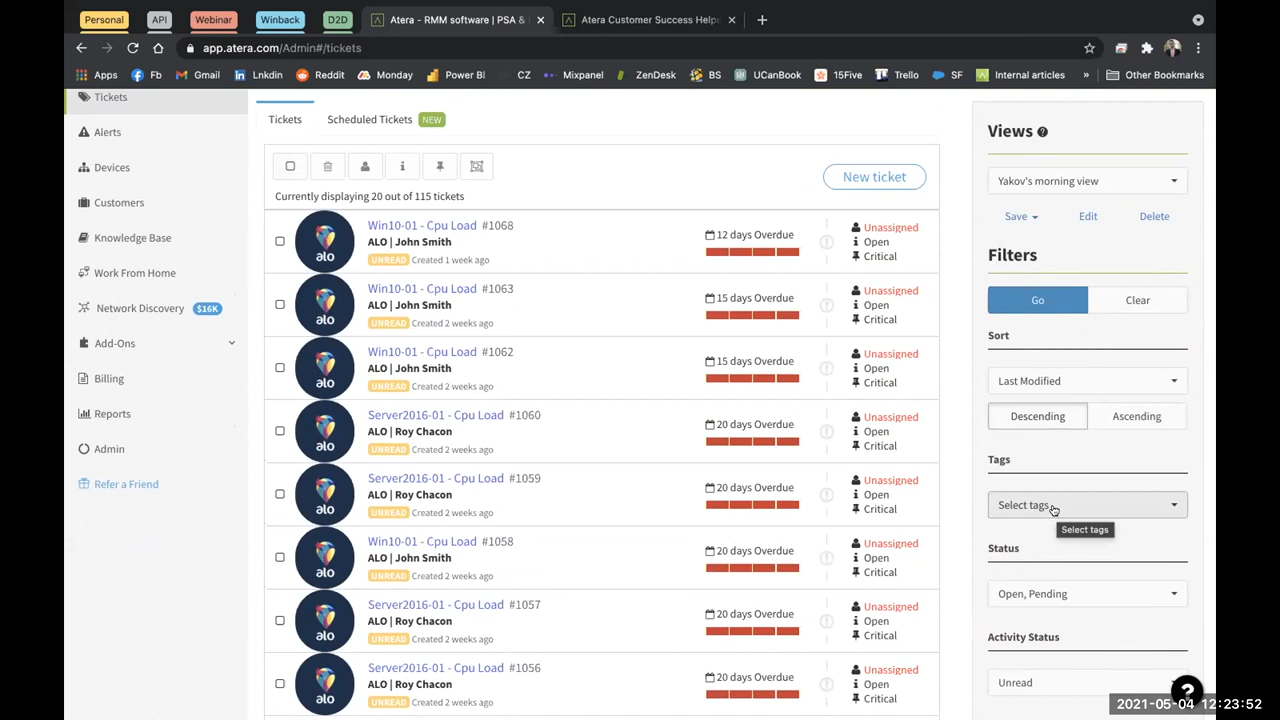 Personal
API
Webinar
Winback
D2D
Atera - RMM software | PSA &
Atera Customer Success Help
app.atera.com/Admin#/tickets
Apps
Fb
Gmail
Lnkdin
Reddit
Monday
Power BI
CZ
Mixpanel
ZenDesk
BS
UCanBook
15Five
Trello
SF
Internal articles
»
Other Bookmarks
Tickets
Alerts
Devices
Customers
Knowledge Base
Work From Home
Network Discovery $16K
Add-Ons
Billing
Reports
Admin
Refer a Friend
Tickets
Scheduled Tickets NEW
New ticket
Currently displaying 20 out of 115 tickets
alo
Win10-01 - Cpu Load #1068
ALO | John Smith
UNREAD Created 1 week ago
12 days Overdue
Unassigned
Open
Critical
alo
Win10-01 - Cpu Load #1063
ALO | John Smith
UNREAD Created 2 weeks ago
15 days Overdue
Unassigned
Open
Critical
alo
Win10-01 - Cpu Load #1062
ALO | John Smith
UNREAD Created 2 weeks ago
15 days Overdue
Unassigned
Open
Critical
alo
Server2016-01 - Cpu Load #1060
ALO | Roy Chacon
UNREAD Created 2 weeks ago
20 days Overdue
Unassigned
Open
Critical
alo
Server2016-01 - Cpu Load #1059
ALO | Roy Chacon
UNREAD Created 2 weeks ago
20 days Overdue
Unassigned
Open
Critical
alo
Win10-01 - Cpu Load #1058
ALO | John Smith
UNREAD Created 2 weeks ago
20 days Overdue
Unassigned
Open
Critical
alo
Server2016-01 - Cpu Load #1057
ALO | Roy Chacon
UNREAD Created 2 weeks ago
20 days Overdue
Unassigned
Open
Critical
alo
Server2016-01 - Cpu Load #1056
ALO | Roy Chacon
UNREAD Created 2 weeks ago
20 days Overdue
Unassigned
Open
Critical
Views ?
Yakov's morning view
Save
Edit
Delete
Filters
Go
Clear
Sort
Last Modified
Descending
Ascending
Tags
Select tags
Select tags
Status
Open, Pending
Activity Status
Unread
?
2021-05-04 12:23:52